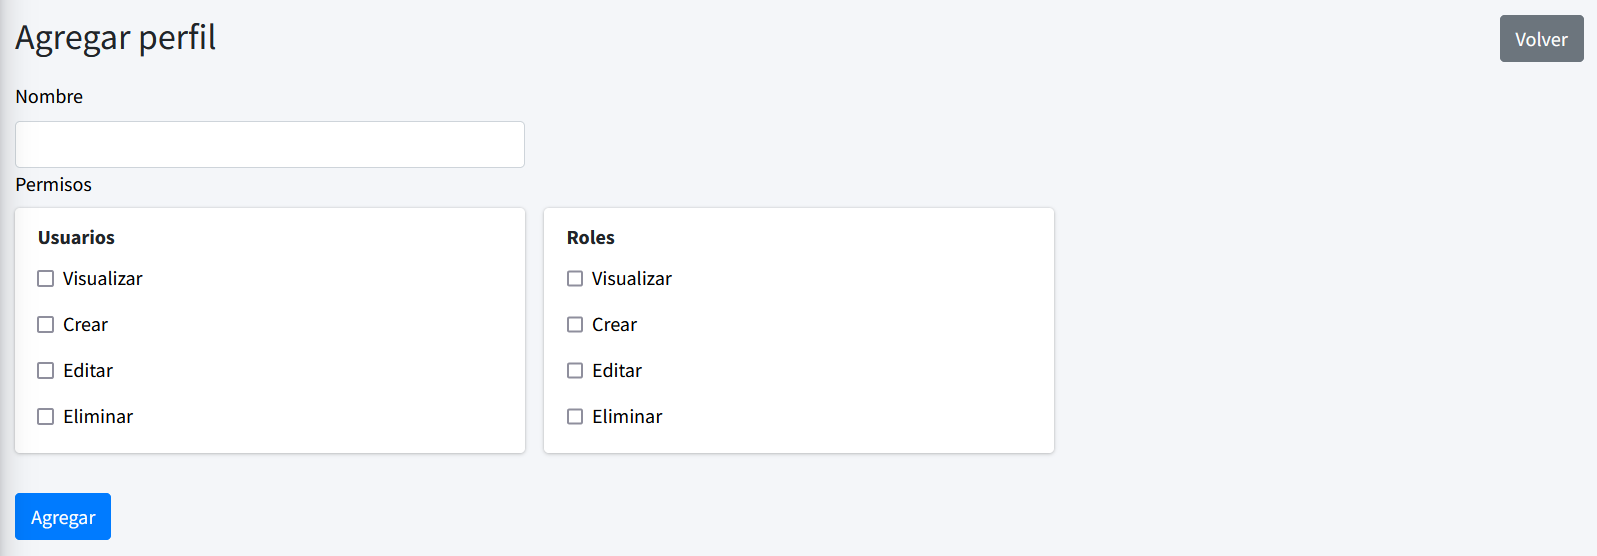 Agregar perfil
Volver
Nombre
Permisos
Usuarios
Visualizar
Crear
Editar
Eliminar
Roles
Visualizar
Crear
Editar
Eliminar
Agregar